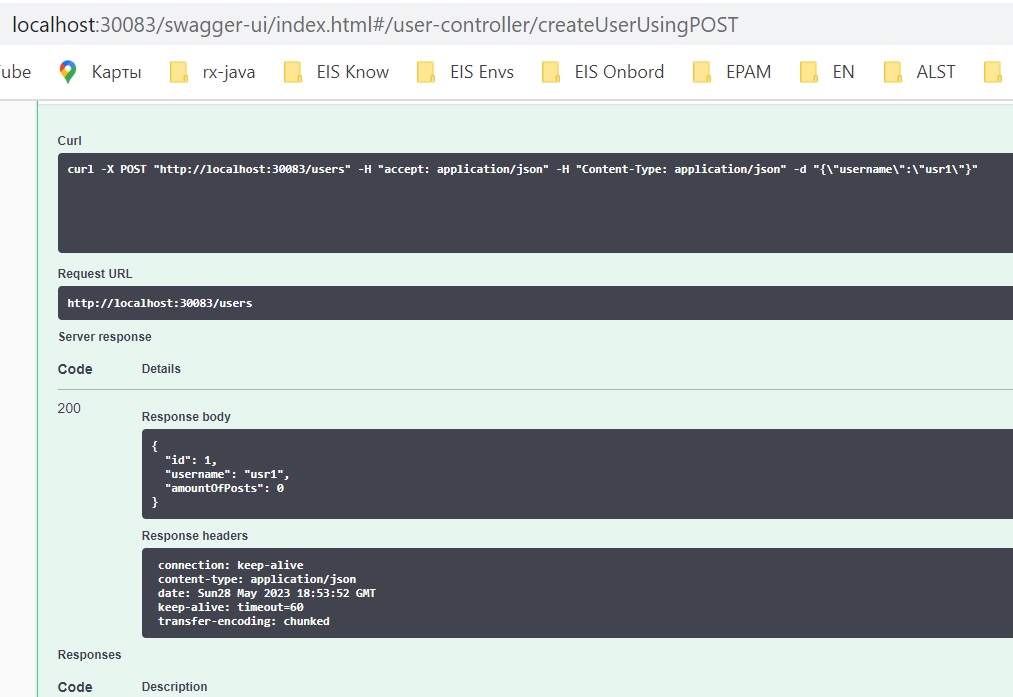 localhost:30083/swagger-ui/index.html#/user-controller/createUserUsingPOST
ube Карты rx-java EIS Know EIS Envs EIS Onbord EPAM EN ALST
Curl
curl -X POST "http://localhost:30083/users" -H "accept: application/json" -H "Content-Type: application/json" -d "{\"username\":\"usr1\"}"
Request URL
http://localhost:30083/users
Server response
Code Details
200
Response body
{
"id": 1,
"username": "usr1",
"amountOfPosts": 0
}
Response headers
connection: keep-alive
content-type: application/json
date: Sun28 May 2023 18:53:52 GMT
keep-alive: timeout=60
transfer-encoding: chunked
Responses
Code Description